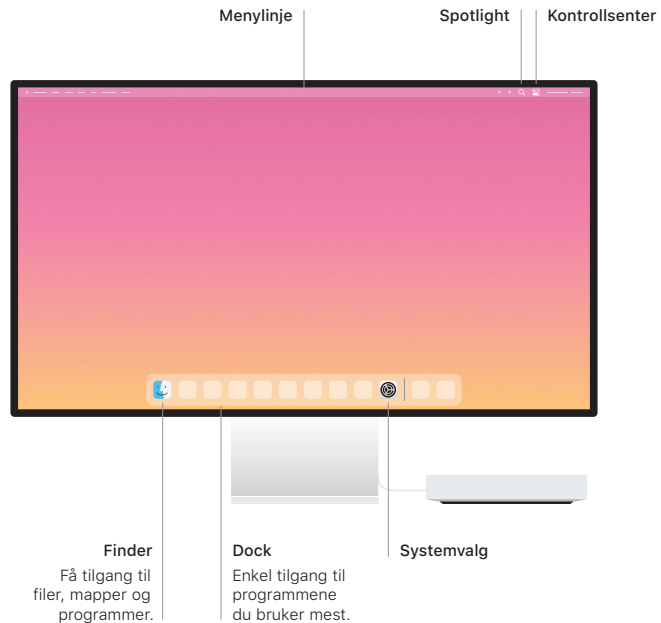 Menylinje
Spotlight
Kontrollsenter
Finder
Få tilgang til
filer, mapper og
programmer.
Dock
Enkel tilgang til
programmene
du bruker mest.
Systemvalg